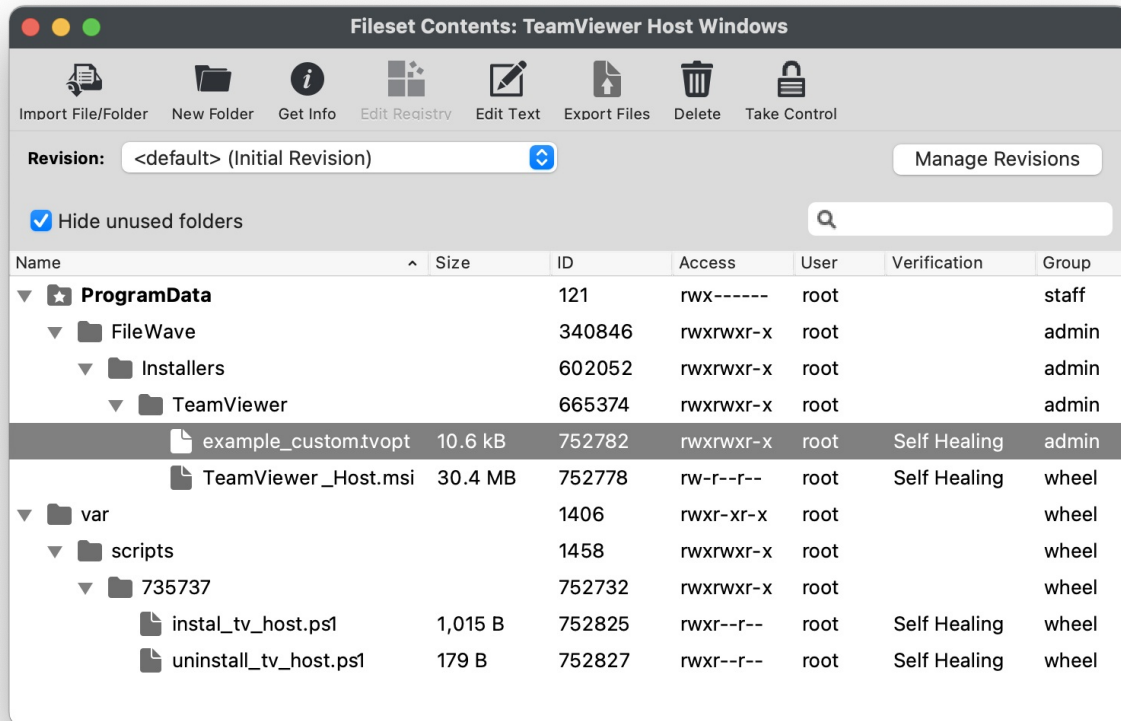 Fileset Contents: TeamViewer Host Windows
Import File/Folder New Folder Get Info Edit Registry Edit Text Export Files Delete Take Control
Revision: <default> (Initial Revision) Manage Revisions
Hide unused folders
Name Size ID Access User Verification Group
ProgramData 121 rwx------ root staff
FileWave 340846 rwxrwxr-x root admin
Installers 602052 rwxrwxr-x root admin
TeamViewer 665374 rwxrwxr-x root admin
example_custom.tvopt 10.6 kB 752782 rwxrwxr-x root Self Healing admin
TeamViewer_Host.msi 30.4 MB 752778 rw-r--r-- root Self Healing wheel
var 1406 rwxr-xr-x root wheel
scripts 1458 rwxrwxr-x root wheel
735737 752732 rwxrwxr-x root wheel
instal_tv_host.ps1 1,015 B 752825 rwxr--r-- root Self Healing wheel
uninstall_tv_host.ps1 179 B 752827 rwxr--r-- root Self Healing wheel